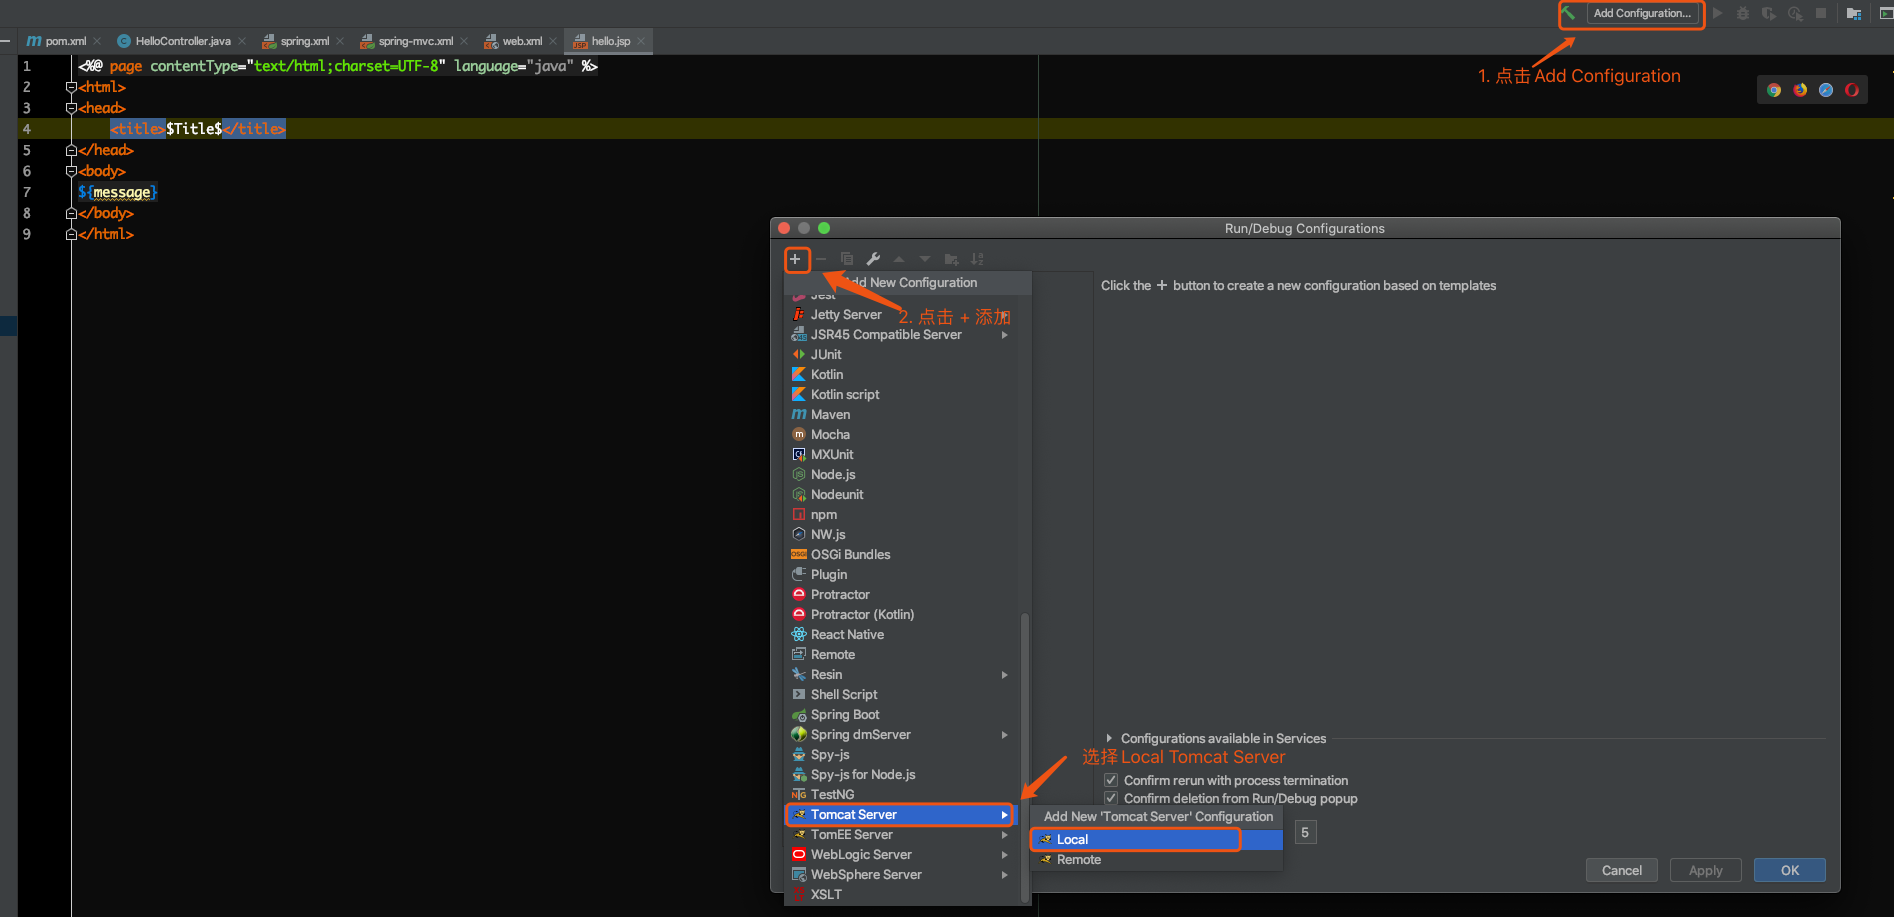 Add Configuration...
pom.xml
HelloController.java
spring.xml
spring-mvc.xml
web.xml
hello.jsp
1. 点击 Add Configuration
1 <%@ page contentType="text/html;charset=UTF-8" language="java" %>
2 <html>
3 <head>
4 <title>$Title$</title>
5 </head>
6 <body>
7 ${message}
8 </body>
9 </html>
Run/Debug Configurations
Add New Configuration
Click the + button to create a new configuration based on templates
Jest
Jetty Server
2. 点击 + 添加
JSR45 Compatible Server
JUnit
Kotlin
Kotlin script
Maven
Mocha
MXUnit
Node.js
Nodeunit
npm
NW.js
OSGi Bundles
Plugin
Protractor
Protractor (Kotlin)
React Native
Remote
Resin
Shell Script
Spring Boot
Spring dmServer
Spy-js
Spy-js for Node.js
TestNG
Tomcat Server
TomEE Server
WebLogic Server
WebSphere Server
XSLT
Configurations available in Services
选择 Local Tomcat Server
Confirm rerun with process termination
Confirm deletion from Run/Debug popup
Add New 'Tomcat Server' Configuration
Local
Remote
5
Cancel
Apply
OK